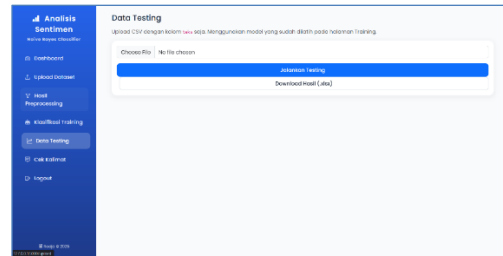 Analisis
Sentimen
Naïve Bayes Classifier
Dashboard
Upload Dataset
Hasil
Preprocessing
Klasifikasi Training
Data Testing
Cek Kalimat
Logout
Data Testing
Upload CSV dengan kolom teks saja. Menggunakan model yang sudah dilatih pada halaman Training.
Choose File No file chosen
Jalankan Testing
Download Hasil (.xlsx)